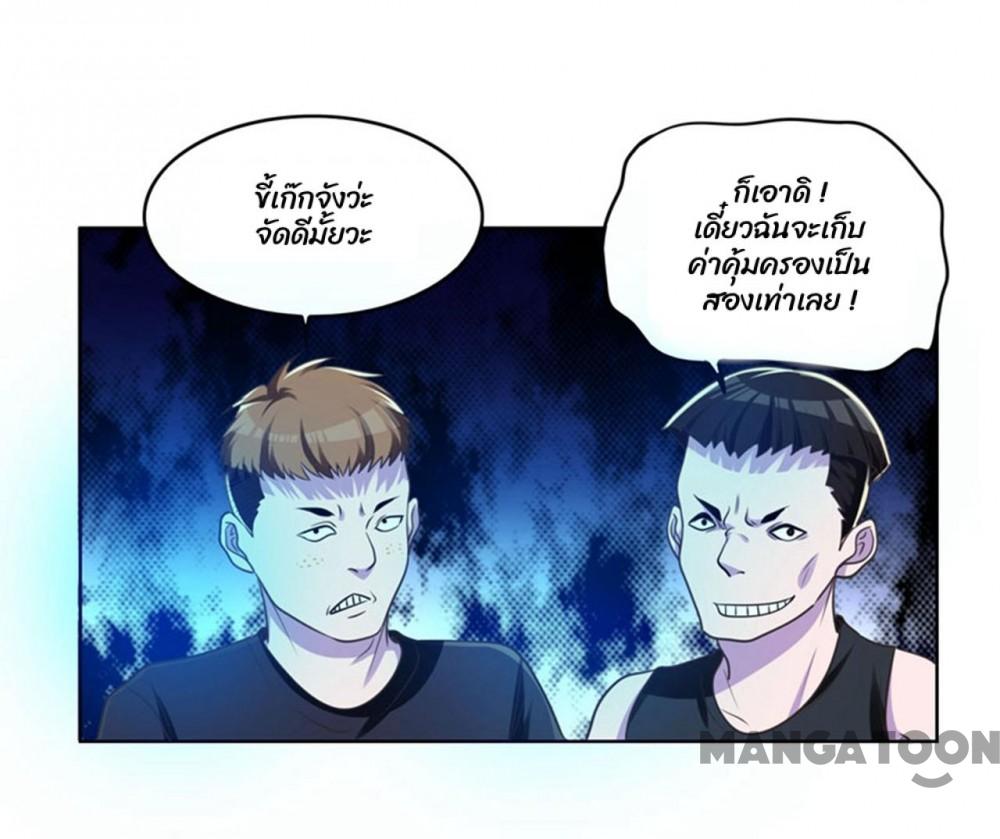 ขี้เก๊กจังว่ะ
จัดดีมั้ยวะ
ก็เอาดิ !
เดี๋ยวฉันจะเก็บ
ค่าคุ้มครองเป็น
สองเท่าเลย !
MANGATOON